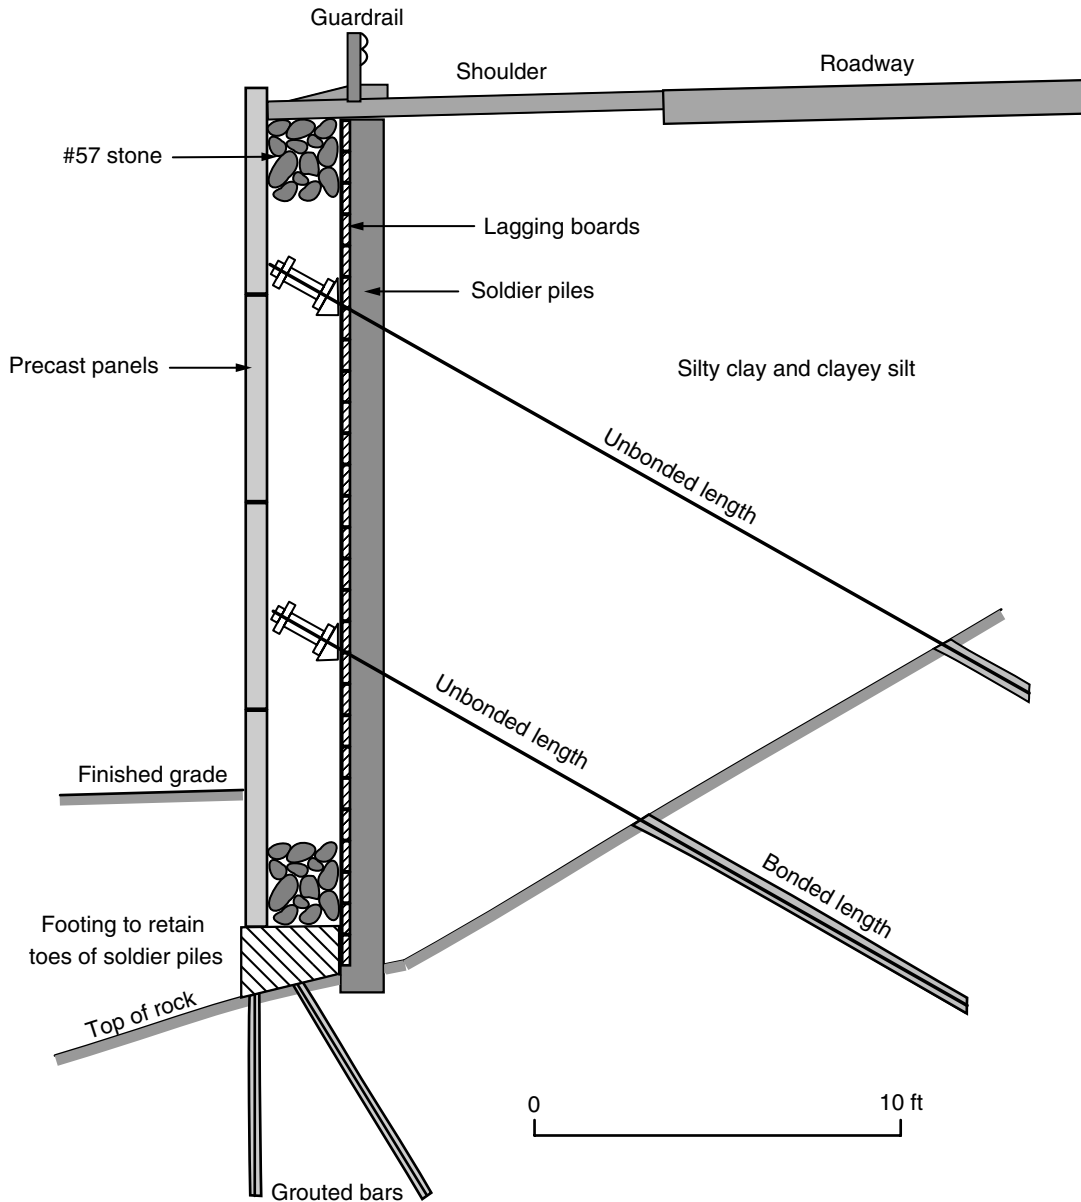 Guardrail
Shoulder
Roadway
#57 stone
Lagging boards
Soldier piles
Precast panels
Silty clay and clayey silt
Unbonded length
Unbonded length
Finished grade
Bonded length
Footing to retain
toes of soldier piles
Top of rock
0
10 ft
Grouted bars